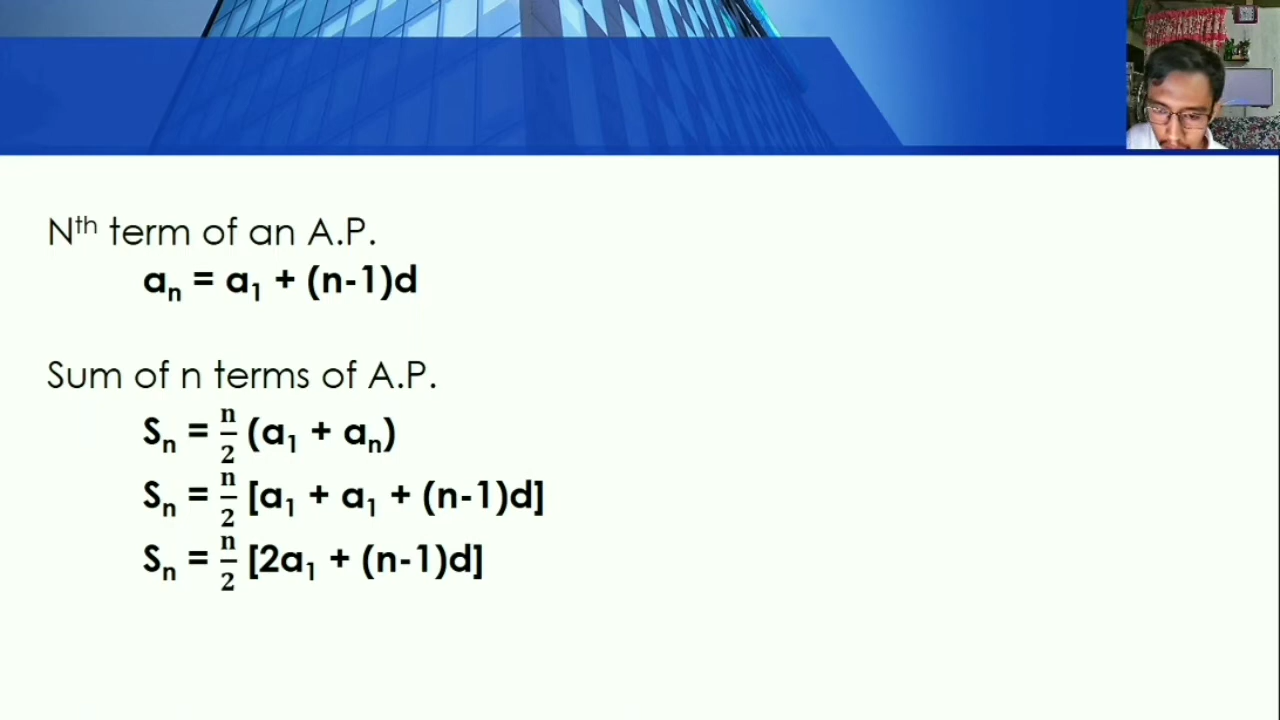 Nᵗʰ term of an A.P.
aₙ = a₁ + (n-1)d
Sum of n terms of A.P.
Sₙ = n/2 (a₁ + aₙ)
Sₙ = n/2 [a₁ + a₁ + (n-1)d]
Sₙ = n/2 [2a₁ + (n-1)d]